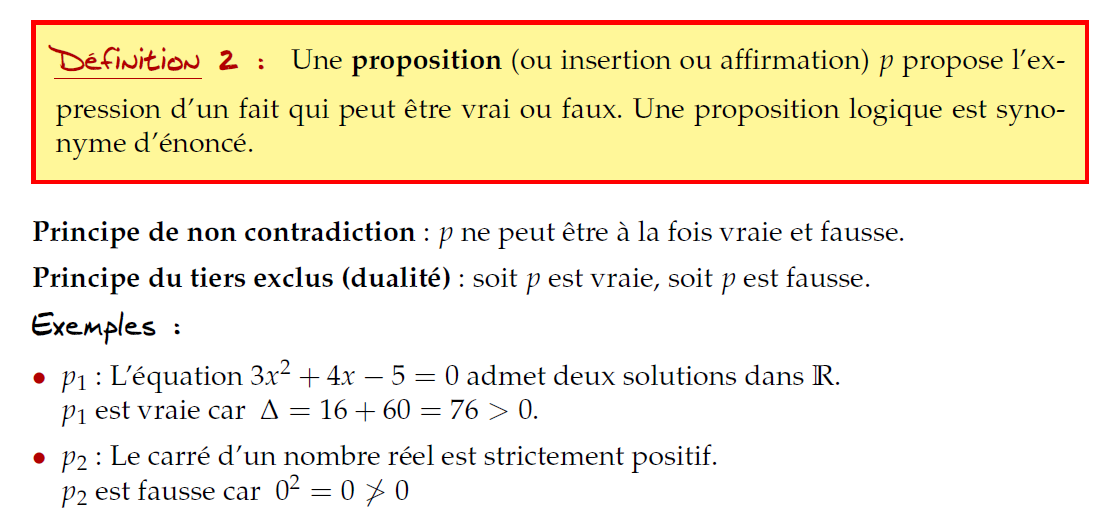 Définition 2 : Une proposition (ou insertion ou affirmation) p propose l'ex-
pression d'un fait qui peut être vrai ou faux. Une proposition logique est syno-
nyme d'énoncé.
Principe de non contradiction : p ne peut être à la fois vraie et fausse.
Principe du tiers exclus (dualité) : soit p est vraie, soit p est fausse.
Exemples :
• p₁ : L'équation 3x² + 4x − 5 = 0 admet deux solutions dans ℝ.
p₁ est vraie car Δ = 16 + 60 = 76 > 0.
• p₂ : Le carré d'un nombre réel est strictement positif.
p₂ est fausse car 0² = 0 ≯ 0